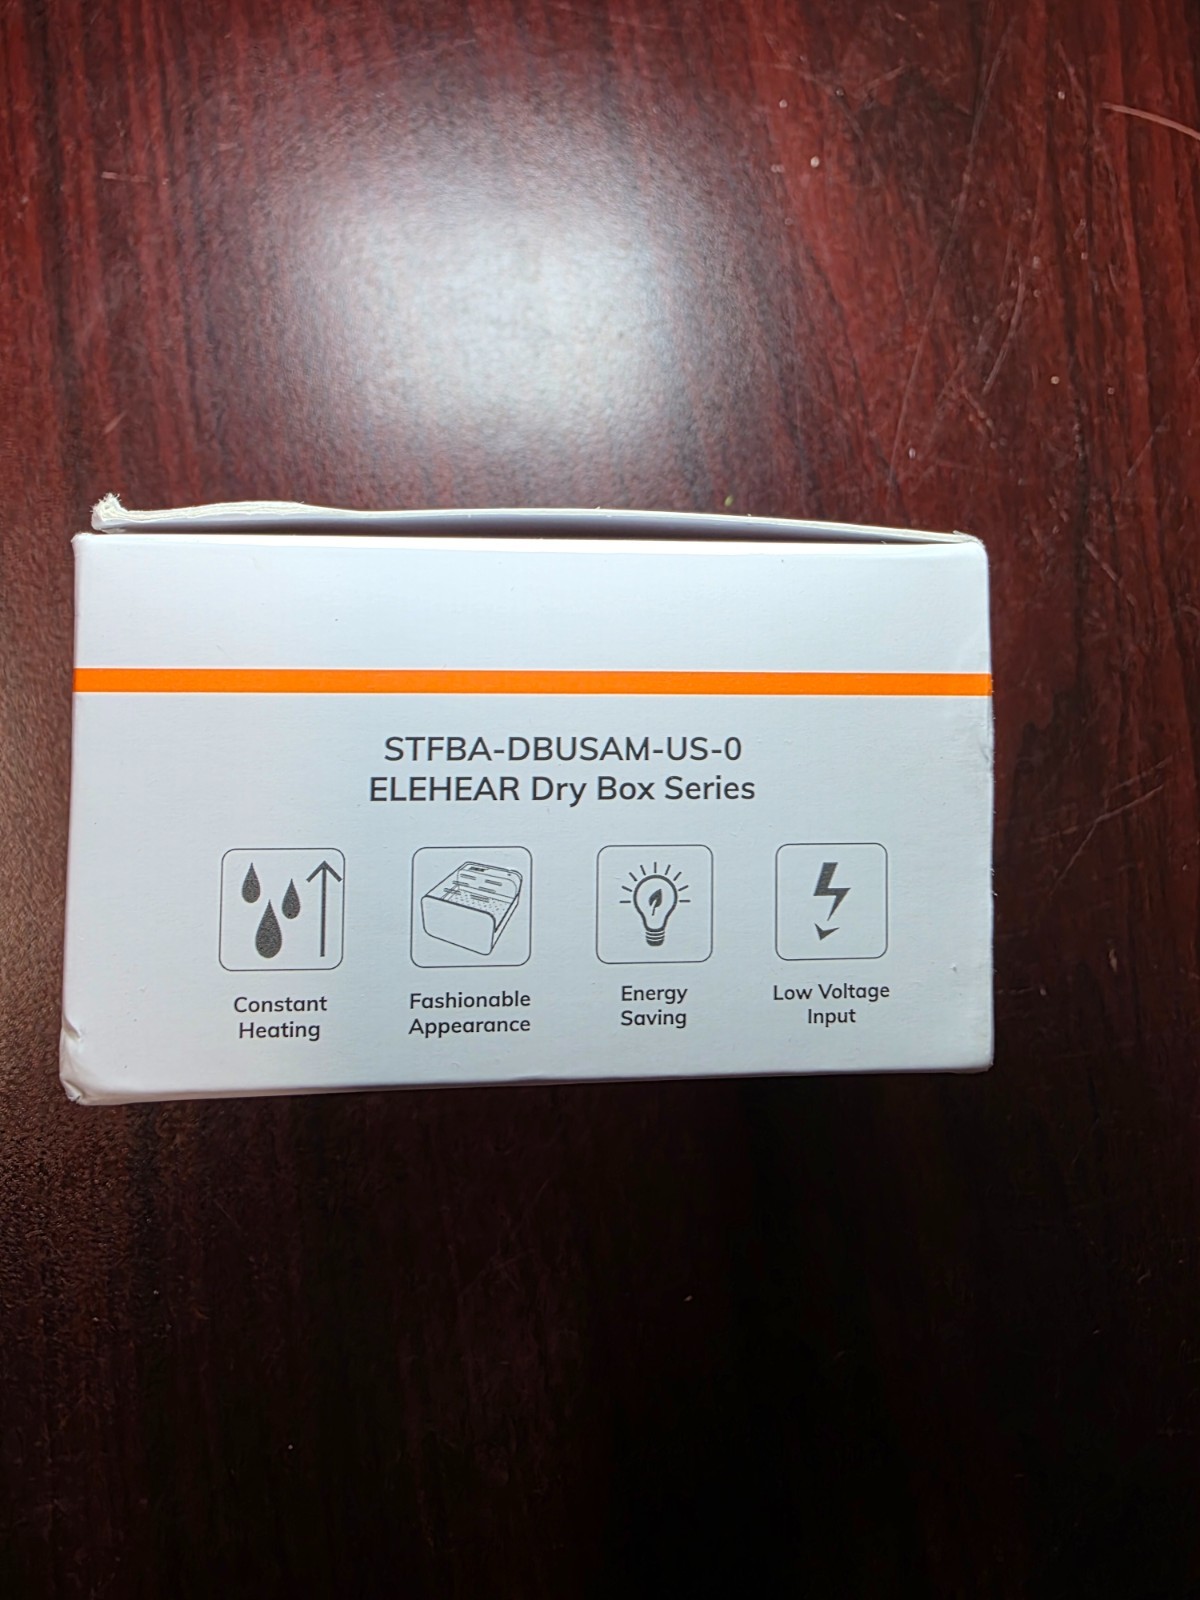 STFBA-DBUSAM-US-0
ELEHEAR Dry Box Series
Constant
Heating
Fashionable
Appearance
Energy
Saving
Low Voltage
Input